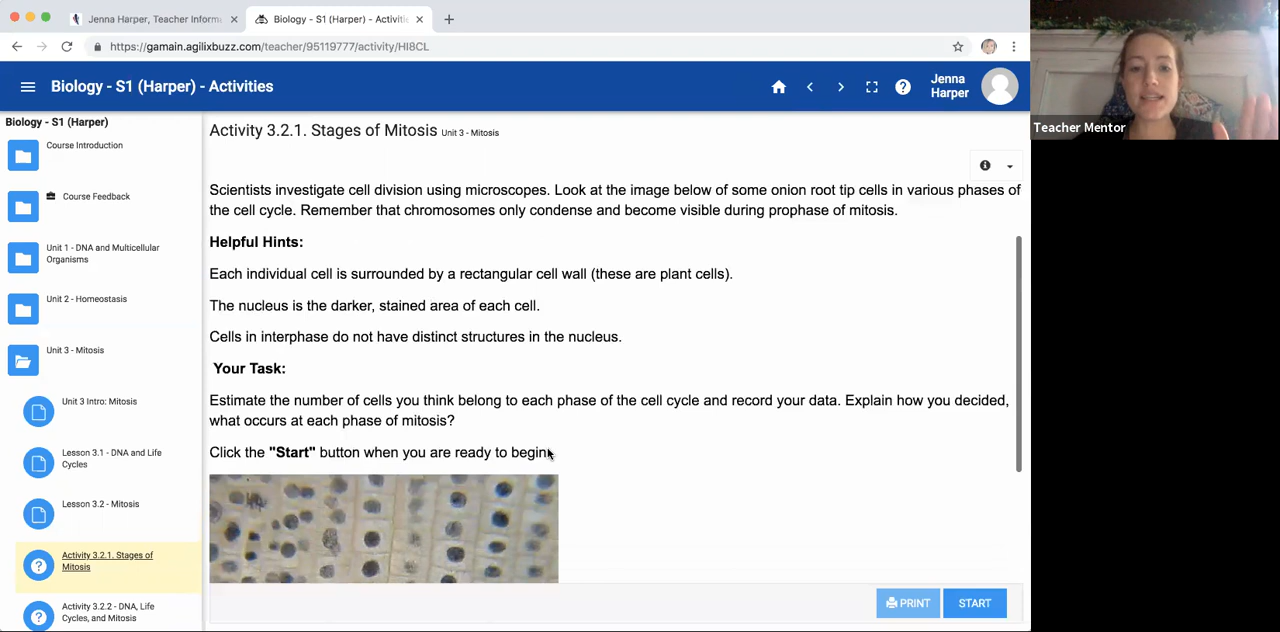 Jenna Harper, Teacher Inform
Biology - S1 (Harper) - Activiti
https://gamain.agilixbuzz.com/teacher/95119777/activity/HI8CL
Biology - S1 (Harper) - Activities
Jenna
Harper
Teacher Mentor
Biology - S1 (Harper)
Course Introduction
Course Feedback
Unit 1 - DNA and Multicellular
Organisms
Unit 2 - Homeostasis
Unit 3 - Mitosis
Unit 3 Intro: Mitosis
Lesson 3.1 - DNA and Life
Cycles
Lesson 3.2 - Mitosis
Activity 3.2.1. Stages of
Mitosis
Activity 3.2.2 - DNA, Life
Cycles, and Mitosis
Activity 3.2.1. Stages of Mitosis Unit 3 - Mitosis
Scientists investigate cell division using microscopes. Look at the image below of some onion root tip cells in various phases of
the cell cycle. Remember that chromosomes only condense and become visible during prophase of mitosis.
Helpful Hints:
Each individual cell is surrounded by a rectangular cell wall (these are plant cells).
The nucleus is the darker, stained area of each cell.
Cells in interphase do not have distinct structures in the nucleus.
Your Task:
Estimate the number of cells you think belong to each phase of the cell cycle and record your data. Explain how you decided,
what occurs at each phase of mitosis?
Click the "Start" button when you are ready to begin.
PRINT
START